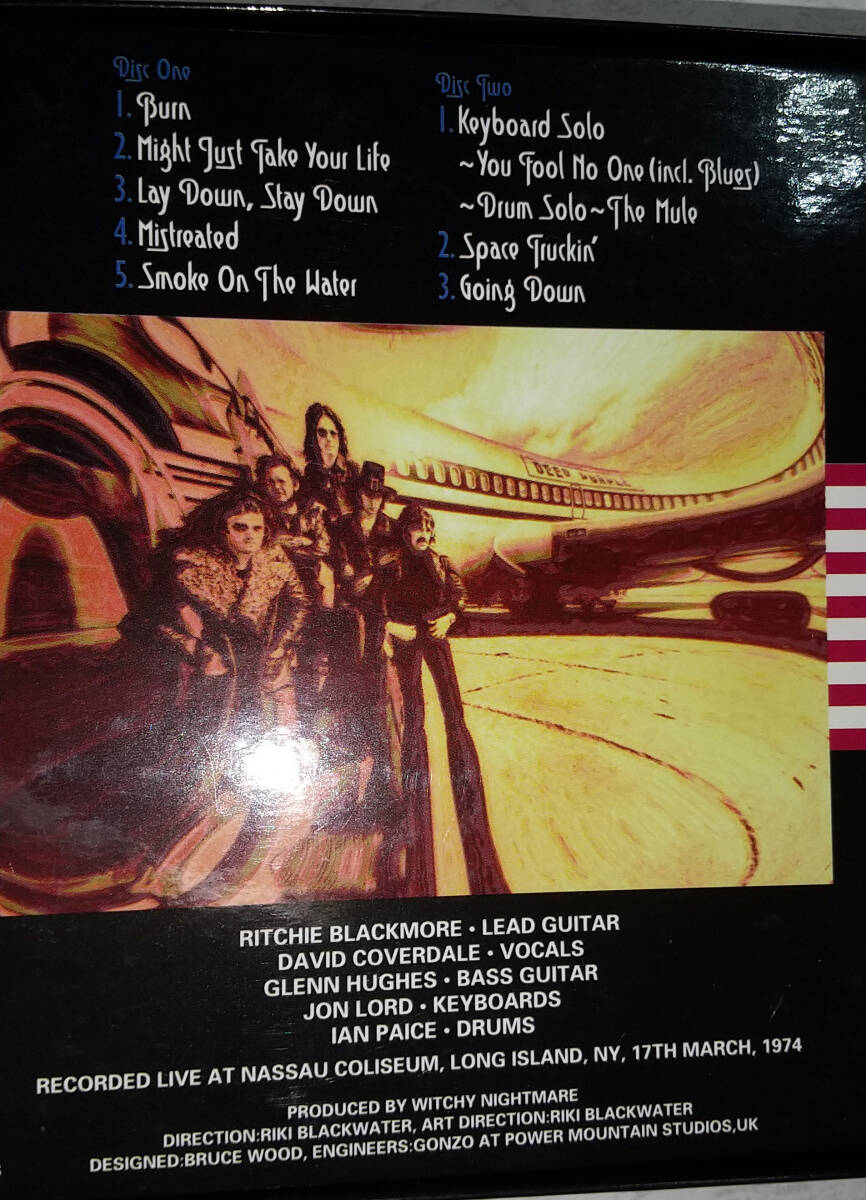 Disc One
1. Burn
2. Might Just Take Your Life
3. Lay Down, Stay Down
4. Mistreated
5. Smoke On The Water
Disc Two
1. Keyboard Solo
~You Fool No One (incl. Blues)
~Drum Solo~The Mule
2. Space Truckin'
3. Going Down
DEEP PURPLE
RITCHIE BLACKMORE • LEAD GUITAR
DAVID COVERDALE • VOCALS
GLENN HUGHES • BASS GUITAR
JON LORD • KEYBOARDS
IAN PAICE • DRUMS
RECORDED LIVE AT NASSAU COLISEUM, LONG ISLAND, NY, 17TH MARCH, 1974
PRODUCED BY WITCHY NIGHTMARE
DIRECTION:RIKI BLACKWATER, ART DIRECTION:RIKI BLACKWATER
DESIGNED:BRUCE WOOD, ENGINEERS:GONZO AT POWER MOUNTAIN STUDIOS,UK